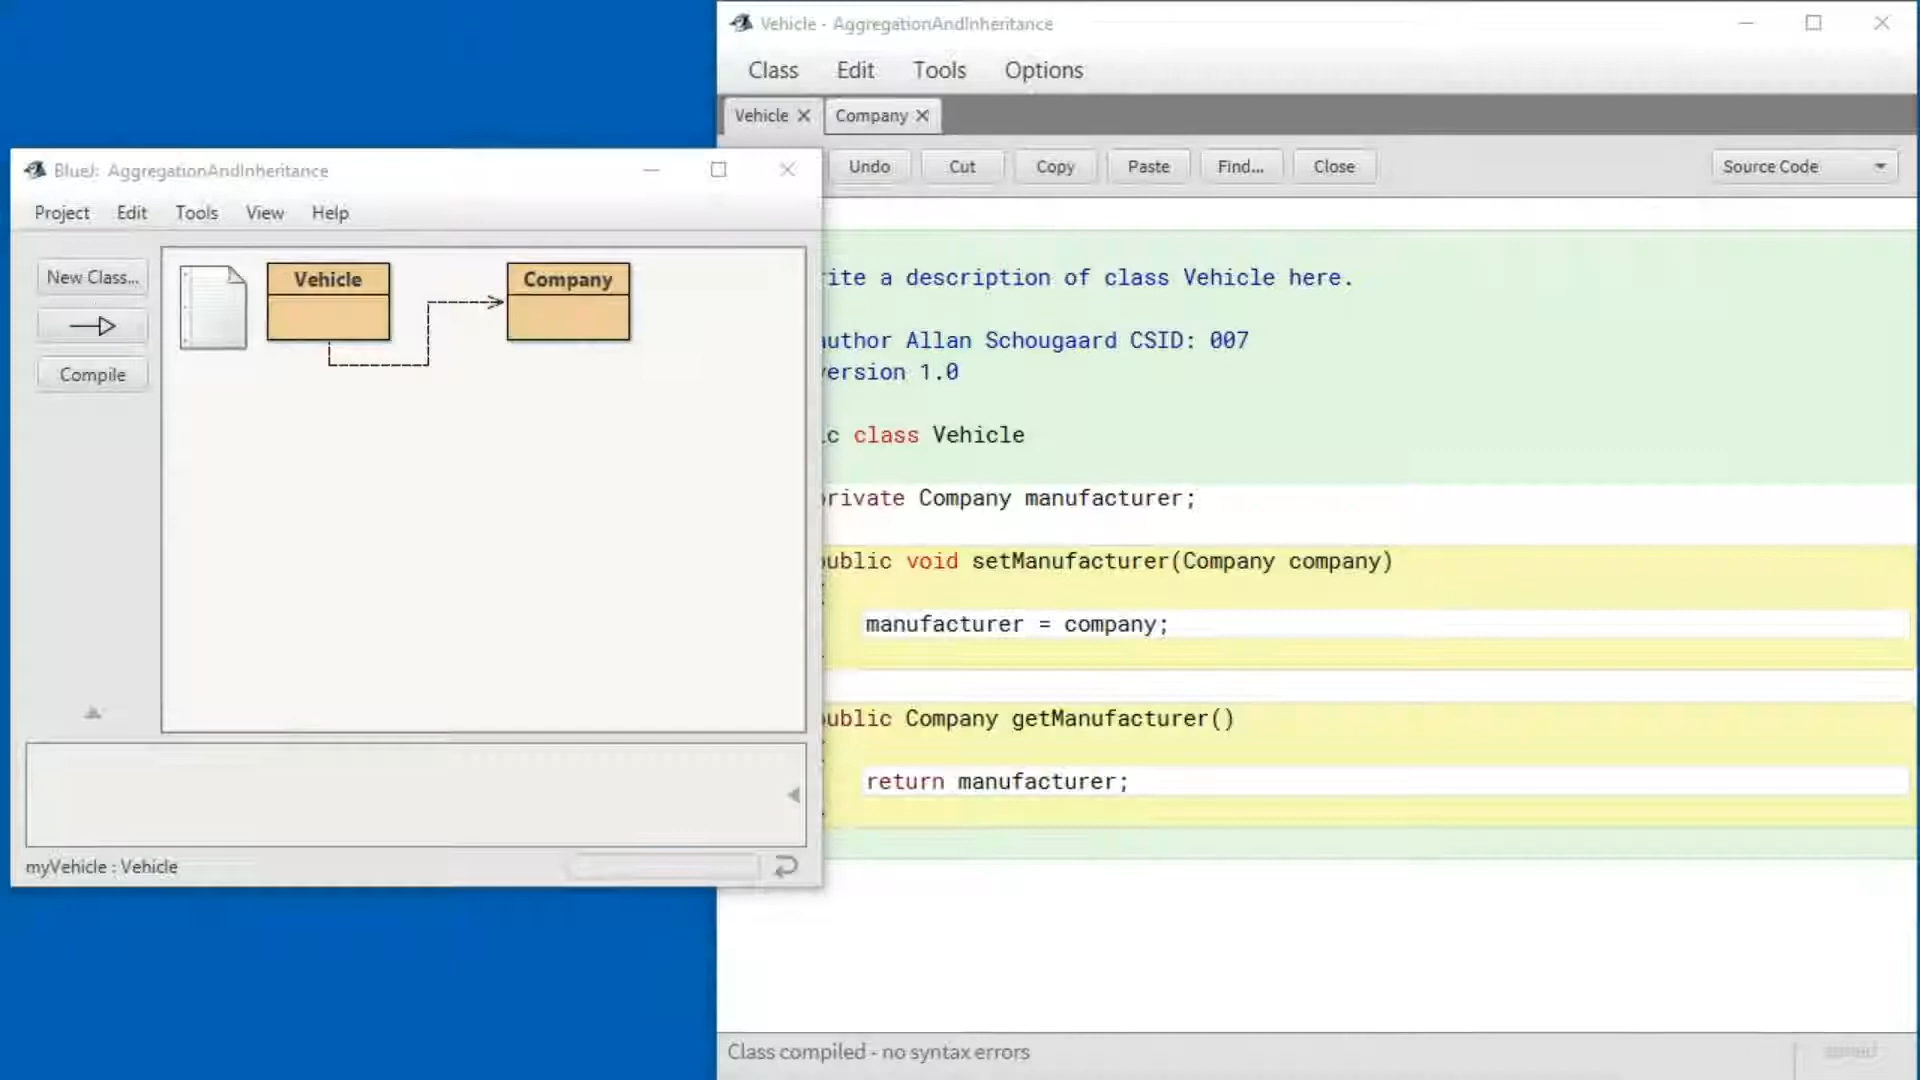 Vehicle - AggregationAndInheritance
Class Edit Tools Options
Vehicle Company
Undo Cut Copy Paste Find... Close Source Code
BlueJ: AggregationAndInheritance
Project Edit Tools View Help
New Class...
Compile
Vehicle
Company
ite a description of class Vehicle here.
uthor Allan Schougaard CSID: 007
ersion 1.0
c class Vehicle
rivate Company manufacturer;
ublic void setManufacturer(Company company)
manufacturer = company;
ublic Company getManufacturer()
return manufacturer;
myVehicle : Vehicle
Class compiled - no syntax errors